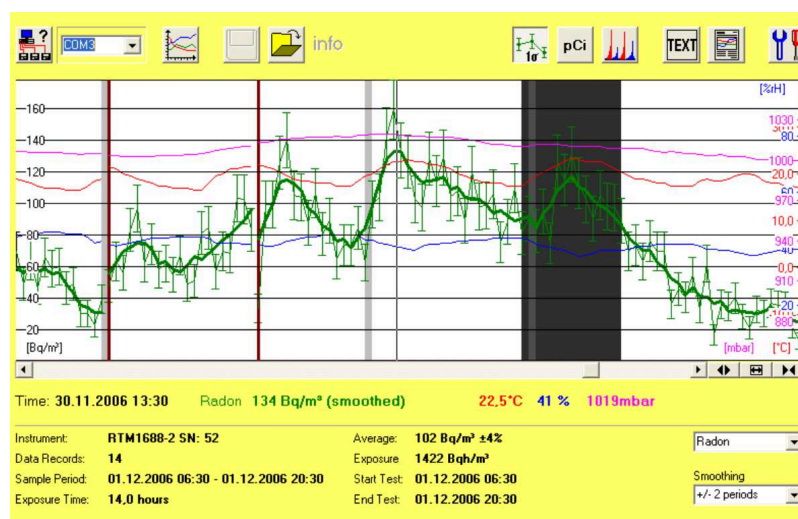 COM3
info
1σ
pCi
TEXT
[%rH]
160
140
120
100
80
60
40
20
[Bq/m³]
1030
80
1000
20,0
60
970
10,0
940
40
0,0
910
20
880
[mbar]
[°C]
Time: 30.11.2006 13:30 Radon 134 Bq/m³ (smoothed) 22,5°C 41 % 1019mbar
Instrument: RTM1688-2 SN: 52 Average: 102 Bq/m³ ±4%
Radon
Data Records: 14 Exposure 1422 Bqh/m³
Sample Period: 01.12.2006 06:30 - 01.12.2006 20:30 Start Test: 01.12.2006 06:30
Smoothing
Exposure Time: 14,0 hours End Test: 01.12.2006 20:30
+/- 2 periods